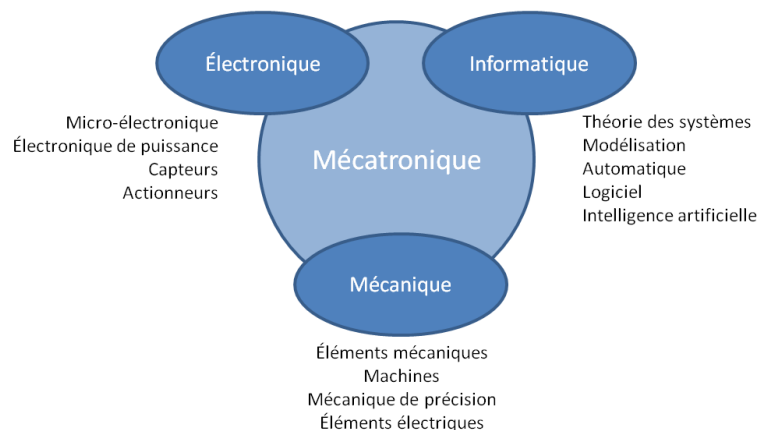 Électronique
Informatique
Micro-électronique
Électronique de puissance
Capteurs
Actionneurs
Mécatronique
Théorie des systèmes
Modélisation
Automatique
Logiciel
Intelligence artificielle
Mécanique
Éléments mécaniques
Machines
Mécanique de précision
Éléments électriques